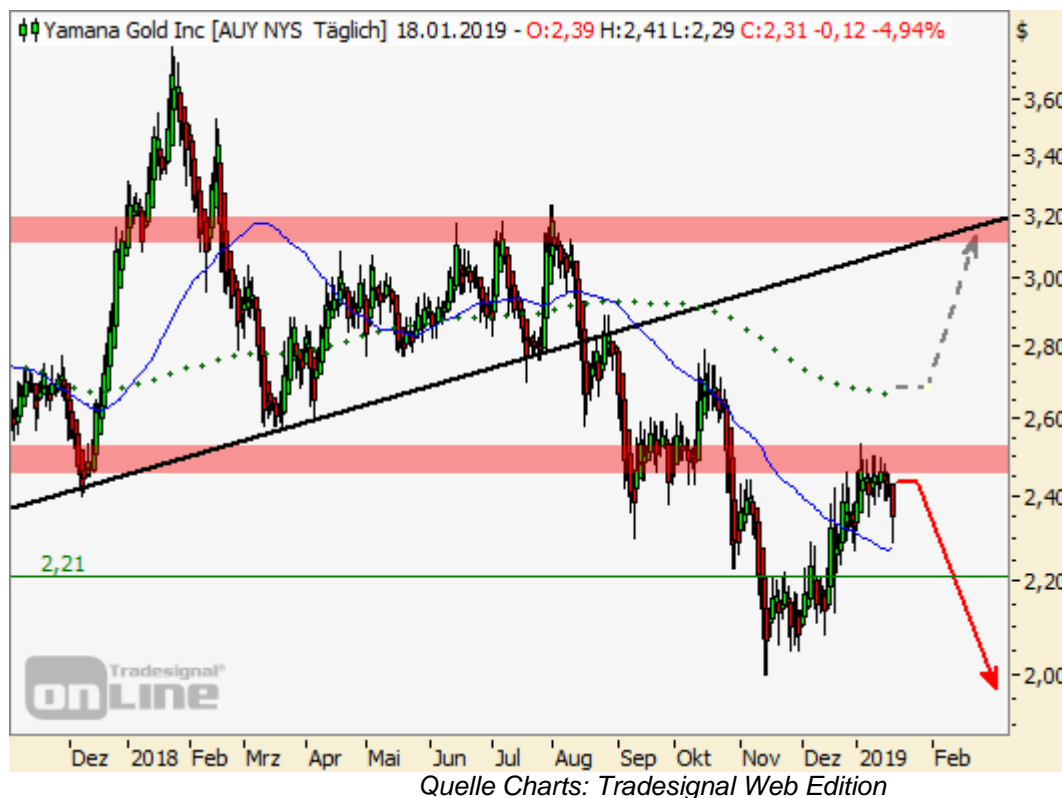 Yamana Gold Inc [AUY NYS Täglich] 18.01.2019 - O:2,39 H:2,41 L:2,29 C:2,31 -0,12 -4,94%
$
3,60
3,40
3,20
3,00
2,80
2,60
2,40
2,21
2,20
2,00
Tradesignal®
onLine
Dez 2018 Feb Mrz Apr Mai Jun Jul Aug Sep Okt Nov Dez 2019 Feb
Quelle Charts: Tradesignal Web Edition